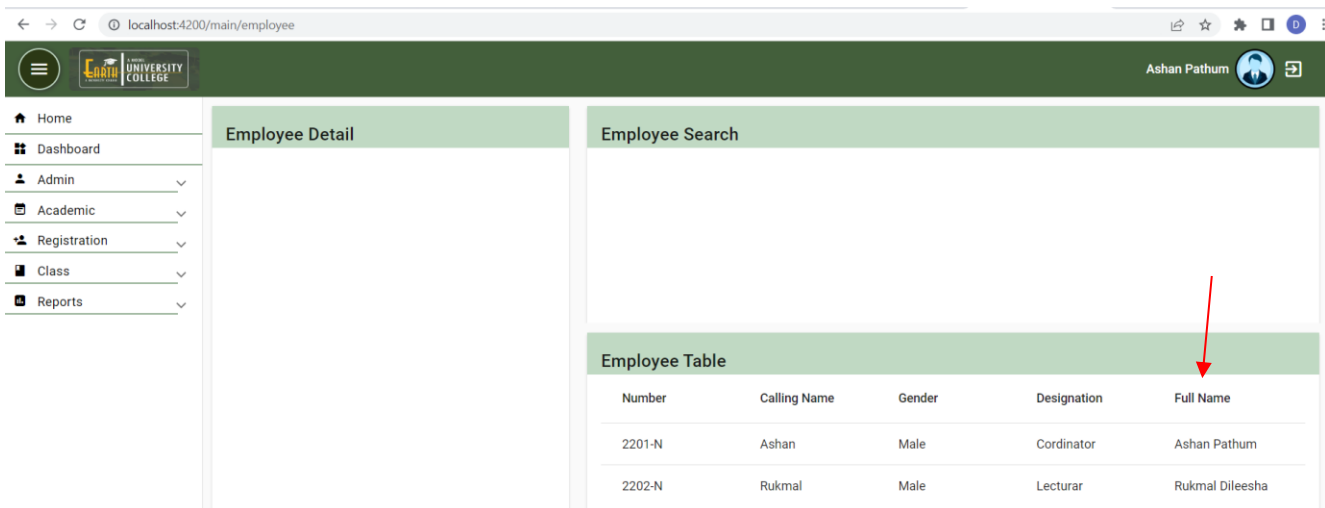 localhost:4200/main/employee
D
EARTH
UNIVERSITY
COLLEGE
Ashan Pathum
Home
Dashboard
Admin
Academic
Registration
Class
Reports
Employee Detail
Employee Search
Employee Table
Number Calling Name Gender Designation Full Name
2201-N Ashan Male Cordinator Ashan Pathum
2202-N Rukmal Male Lecturar Rukmal Dileesha